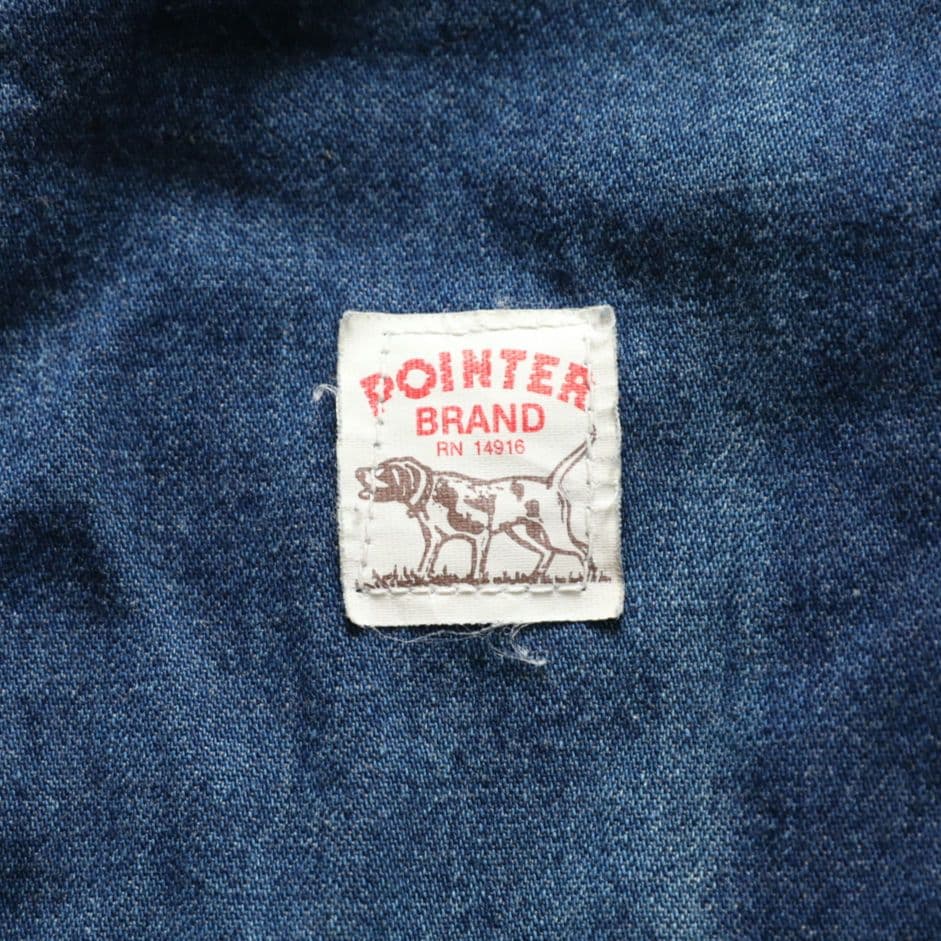 POINTER
BRAND
RN 14916